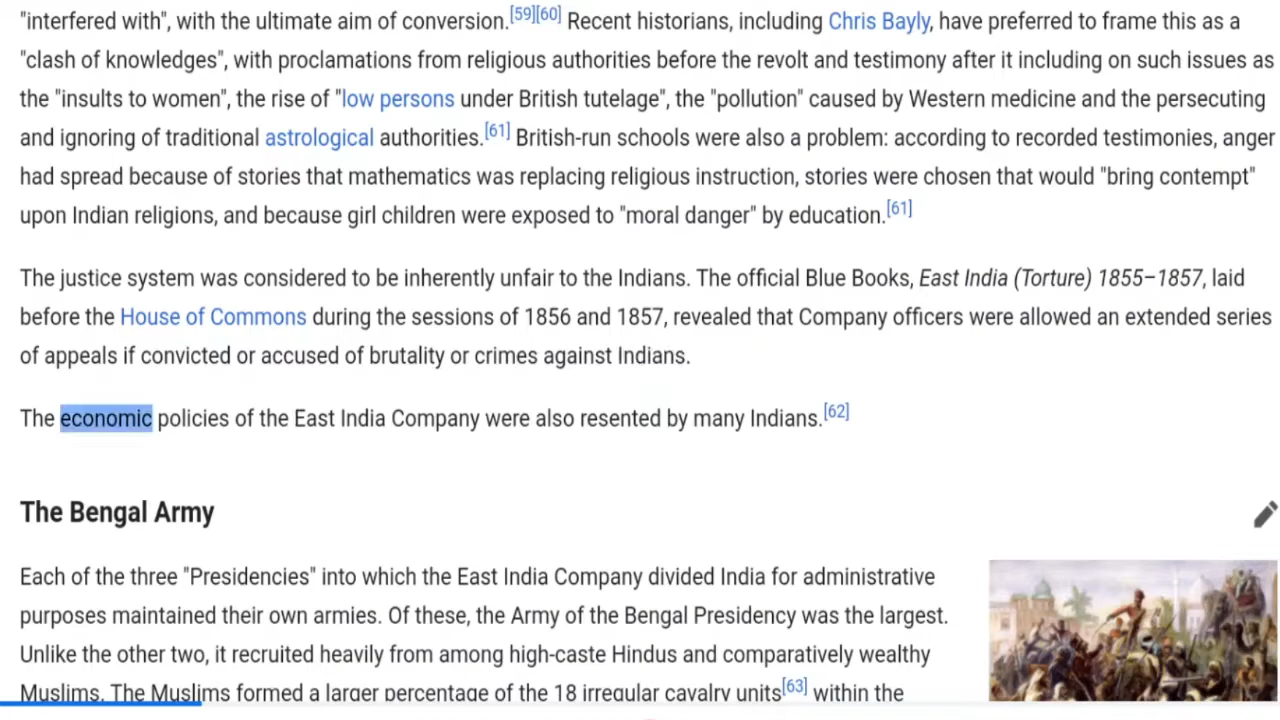 "interfered with", with the ultimate aim of conversion.[59][60] Recent historians, including Chris Bayly, have preferred to frame this as a
"clash of knowledges", with proclamations from religious authorities before the revolt and testimony after it including on such issues as
the "insults to women", the rise of "low persons under British tutelage", the "pollution" caused by Western medicine and the persecuting
and ignoring of traditional astrological authorities.[61] British-run schools were also a problem: according to recorded testimonies, anger
had spread because of stories that mathematics was replacing religious instruction, stories were chosen that would "bring contempt"
upon Indian religions, and because girl children were exposed to "moral danger" by education.[61]
The justice system was considered to be inherently unfair to the Indians. The official Blue Books, East India (Torture) 1855–1857, laid
before the House of Commons during the sessions of 1856 and 1857, revealed that Company officers were allowed an extended series
of appeals if convicted or accused of brutality or crimes against Indians.
The economic policies of the East India Company were also resented by many Indians.[62]
The Bengal Army
Each of the three "Presidencies" into which the East India Company divided India for administrative
purposes maintained their own armies. Of these, the Army of the Bengal Presidency was the largest.
Unlike the other two, it recruited heavily from among high-caste Hindus and comparatively wealthy
Muslims. The Muslims formed a larger percentage of the 18 irregular cavalry units[63] within the